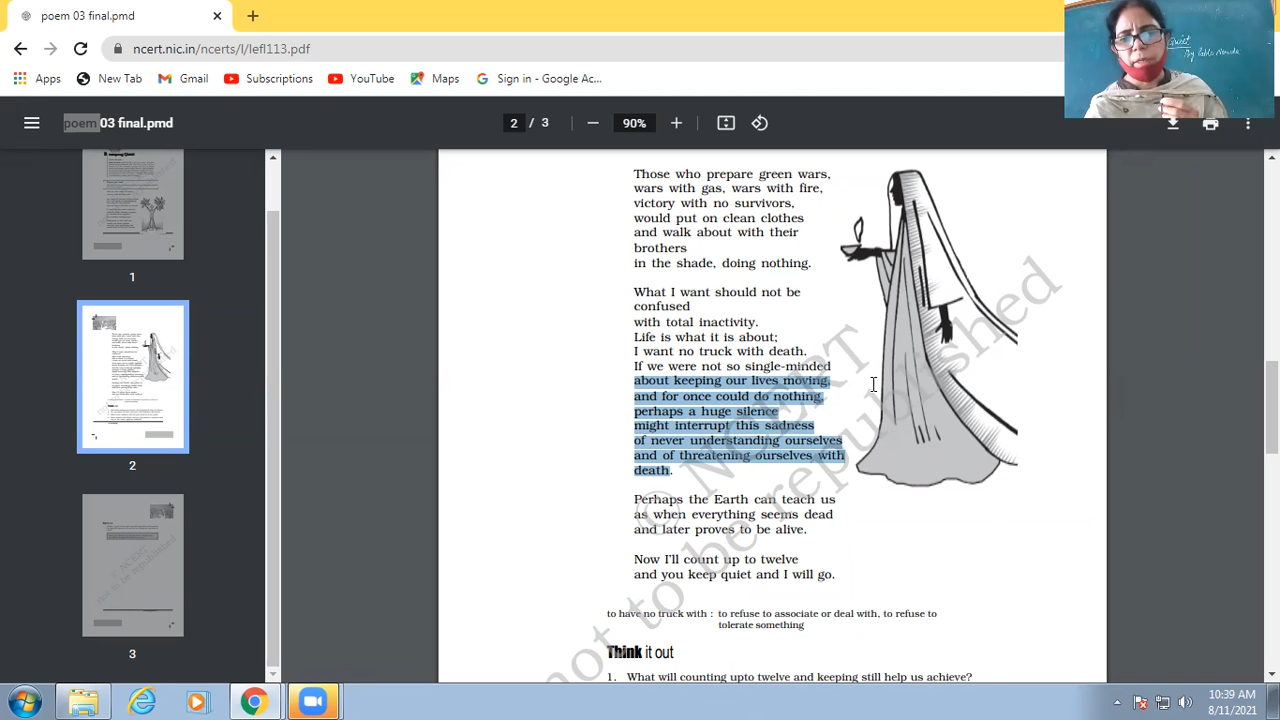 poem 03 final.pmd
ncert.nic.in/ncerts/l/lefl113.pdf
Apps New Tab Gmail Subscriptions YouTube Maps Sign in - Google Ac...
By Pablo Neruda
poem 03 final.pmd 2 / 3 90%
1
2
3
Those who prepare green wars,
wars with gas, wars with fire,
victory with no survivors,
would put on clean clothes
and walk about with their
brothers
in the shade, doing nothing.
What I want should not be
confused
with total inactivity.
Life is what it is about;
I want no truck with death.
If we were not so single-minded
about keeping our lives moving,
and for once could do nothing,
perhaps a huge silence
might interrupt this sadness
of never understanding ourselves
and of threatening ourselves with
death.
Perhaps the Earth can teach us
as when everything seems dead
and later proves to be alive.
Now I'll count up to twelve
and you keep quiet and I will go.
© NCERT
not to be republished
to have no truck with : to refuse to associate or deal with, to refuse to
tolerate something
Think it out
1. What will counting upto twelve and keeping still help us achieve?
10:39 AM
8/11/2021